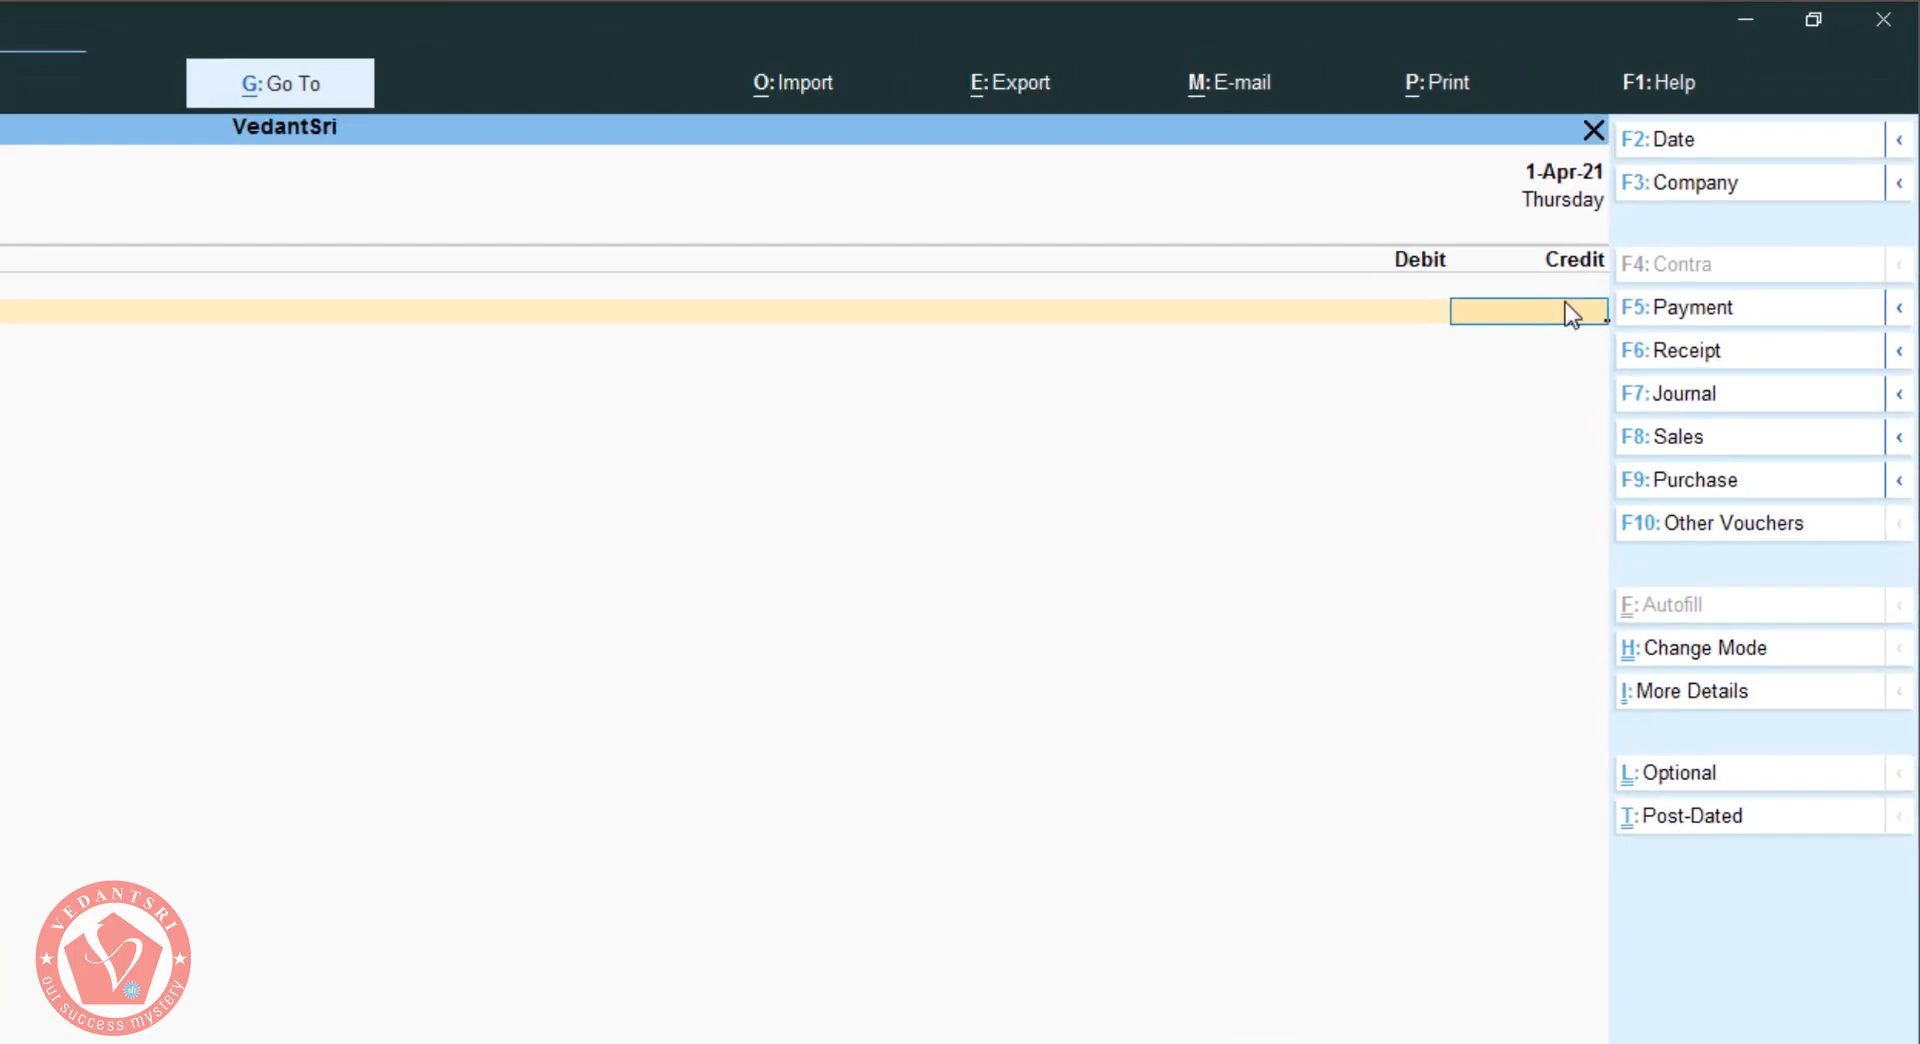 G: Go To
O: Import
E: Export
M: E-mail
P: Print
F1: Help
VedantSri
1-Apr-21
Thursday
Debit
Credit
F2: Date
F3: Company
F4: Contra
F5: Payment
F6: Receipt
F7: Journal
F8: Sales
F9: Purchase
F10: Other Vouchers
F: Autofill
H: Change Mode
I: More Details
L: Optional
T: Post-Dated
VEDANTSRI
our success mystery